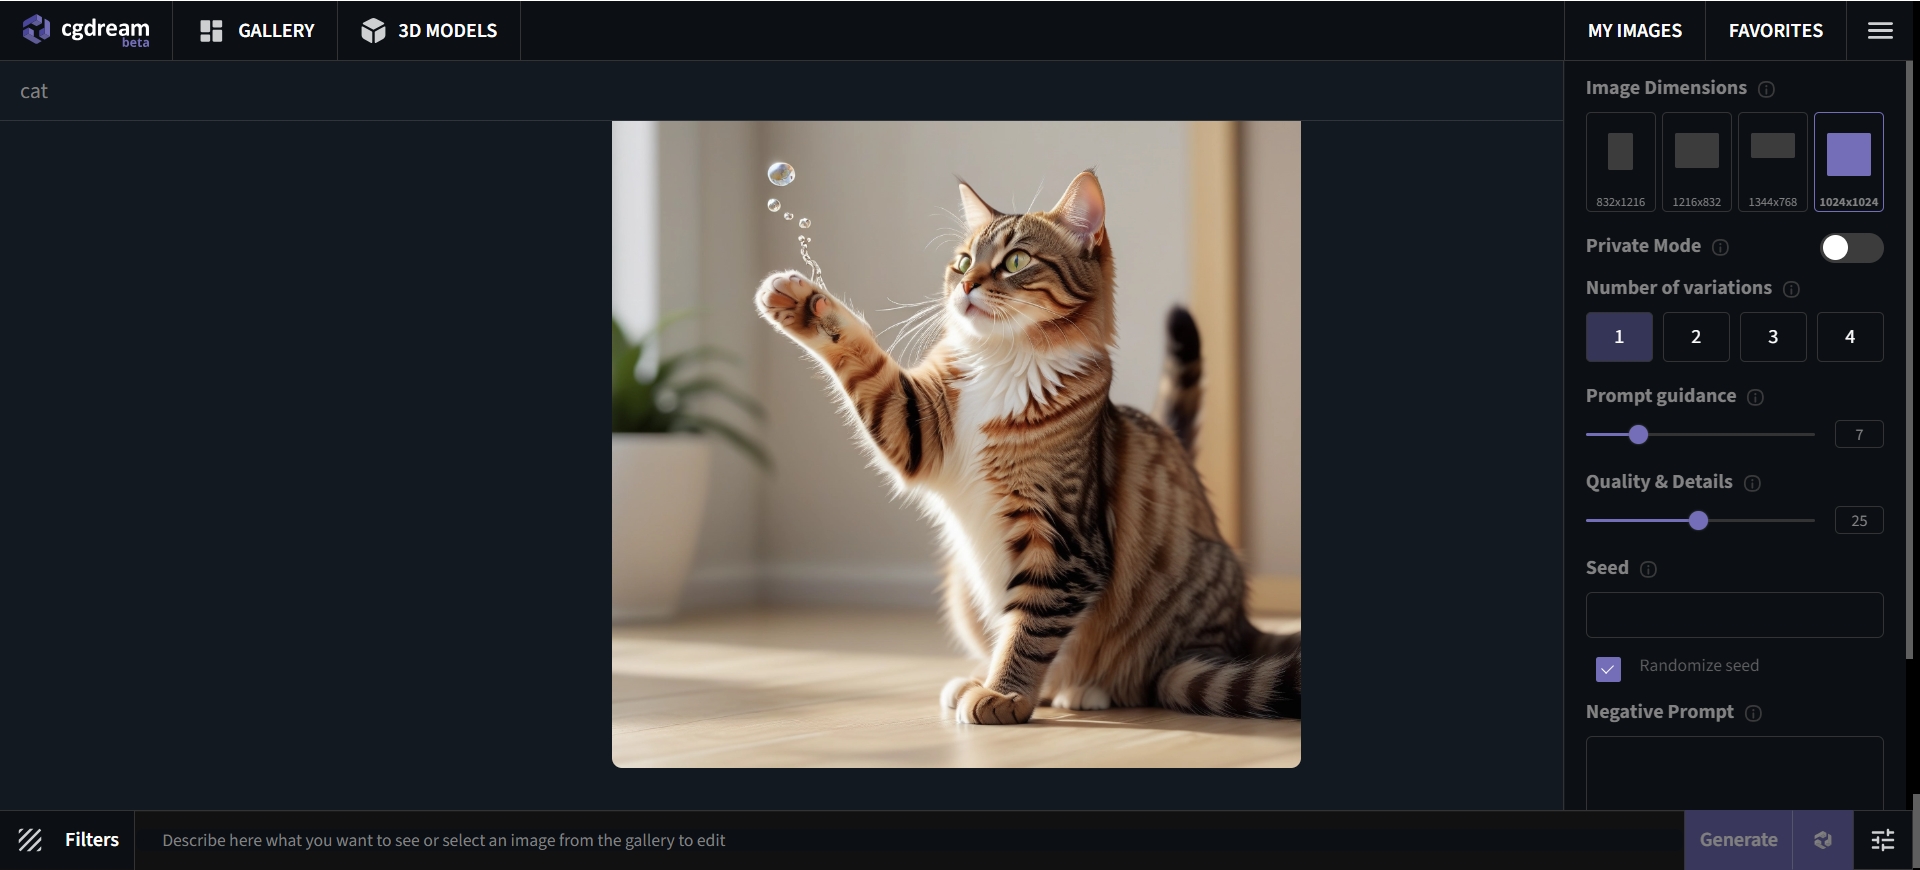 cgdream
beta
GALLERY
3D MODELS
MY IMAGES
FAVORITES
cat
Image Dimensions
832x1216
1216x832
1344x768
1024x1024
Private Mode
Number of variations
1
2
3
4
Prompt guidance
7
Quality & Details
25
Seed
Randomize seed
Negative Prompt
Filters
Describe here what you want to see or select an image from the gallery to edit
Generate